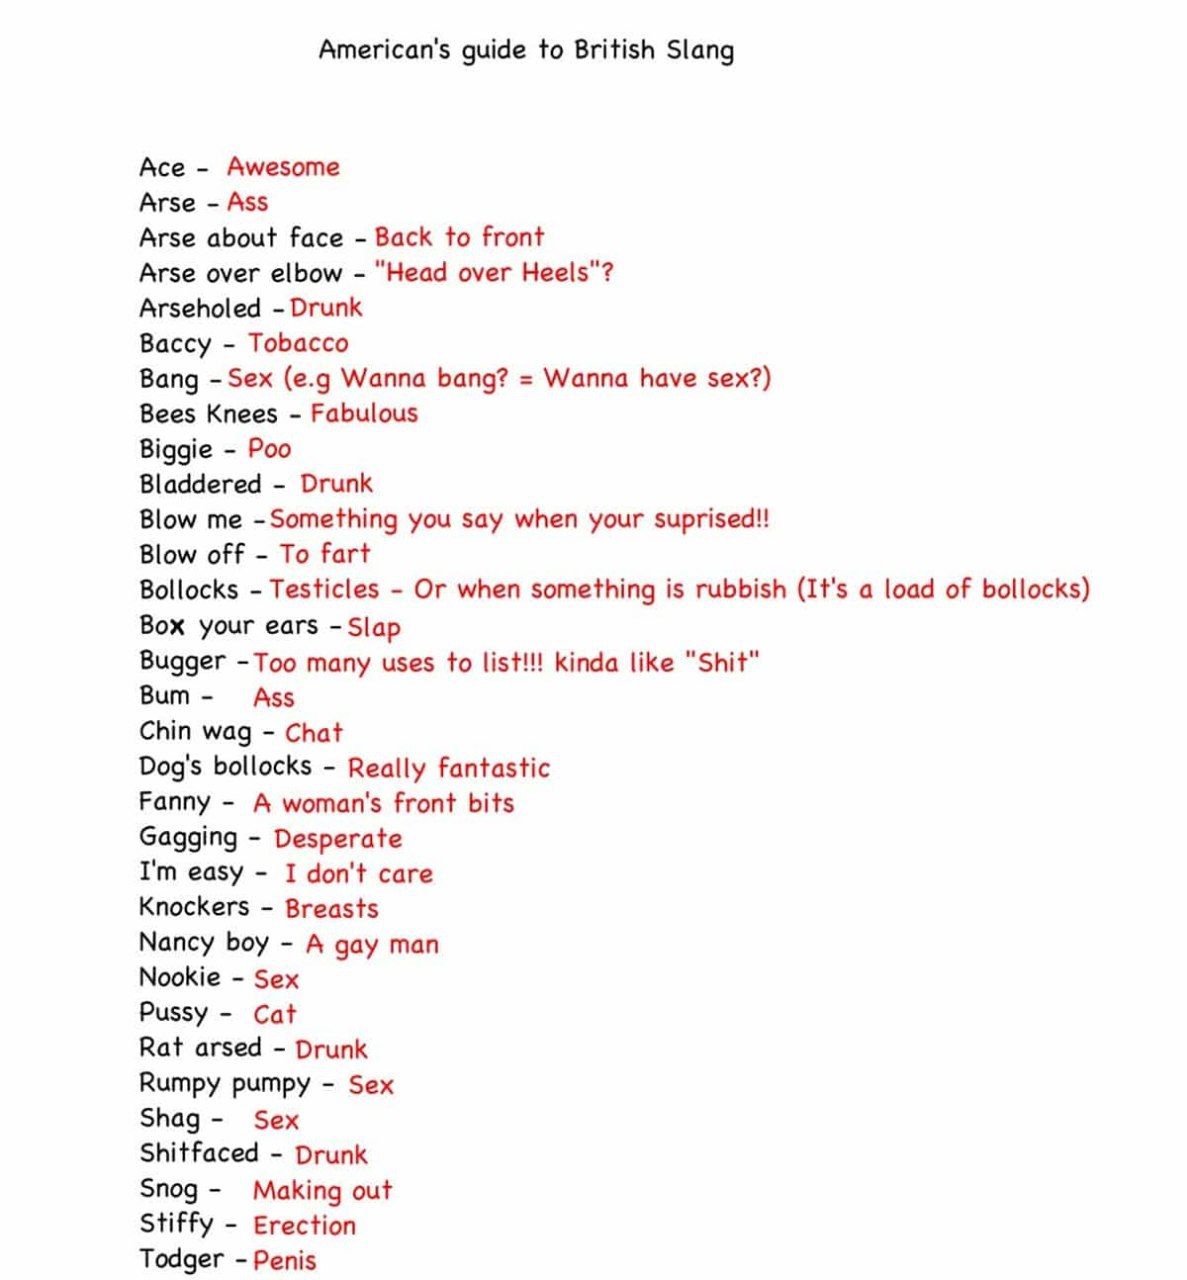 American's guide to British Slang
Ace - Awesome
Arse - Ass
Arse about face - Back to front
Arse over elbow - "Head over Heels"?
Arseholed - Drunk
Baccy - Tobacco
Bang - Sex (e.g Wanna bang? = Wanna have sex?)
Bees Knees - Fabulous
Biggie - Poo
Bladdered - Drunk
Blow me - Something you say when your suprised!!
Blow off - To fart
Bollocks - Testicles - Or when something is rubbish (It's a load of bollocks)
Box your ears - Slap
Bugger - Too many uses to list!!! kinda like "Shit"
Bum - Ass
Chin wag - Chat
Dog's bollocks - Really fantastic
Fanny - A woman's front bits
Gagging - Desperate
I'm easy - I don't care
Knockers - Breasts
Nancy boy - A gay man
Nookie - Sex
Pussy - Cat
Rat arsed - Drunk
Rumpy pumpy - Sex
Shag - Sex
Shitfaced - Drunk
Snog - Making out
Stiffy - Erection
Todger - Penis